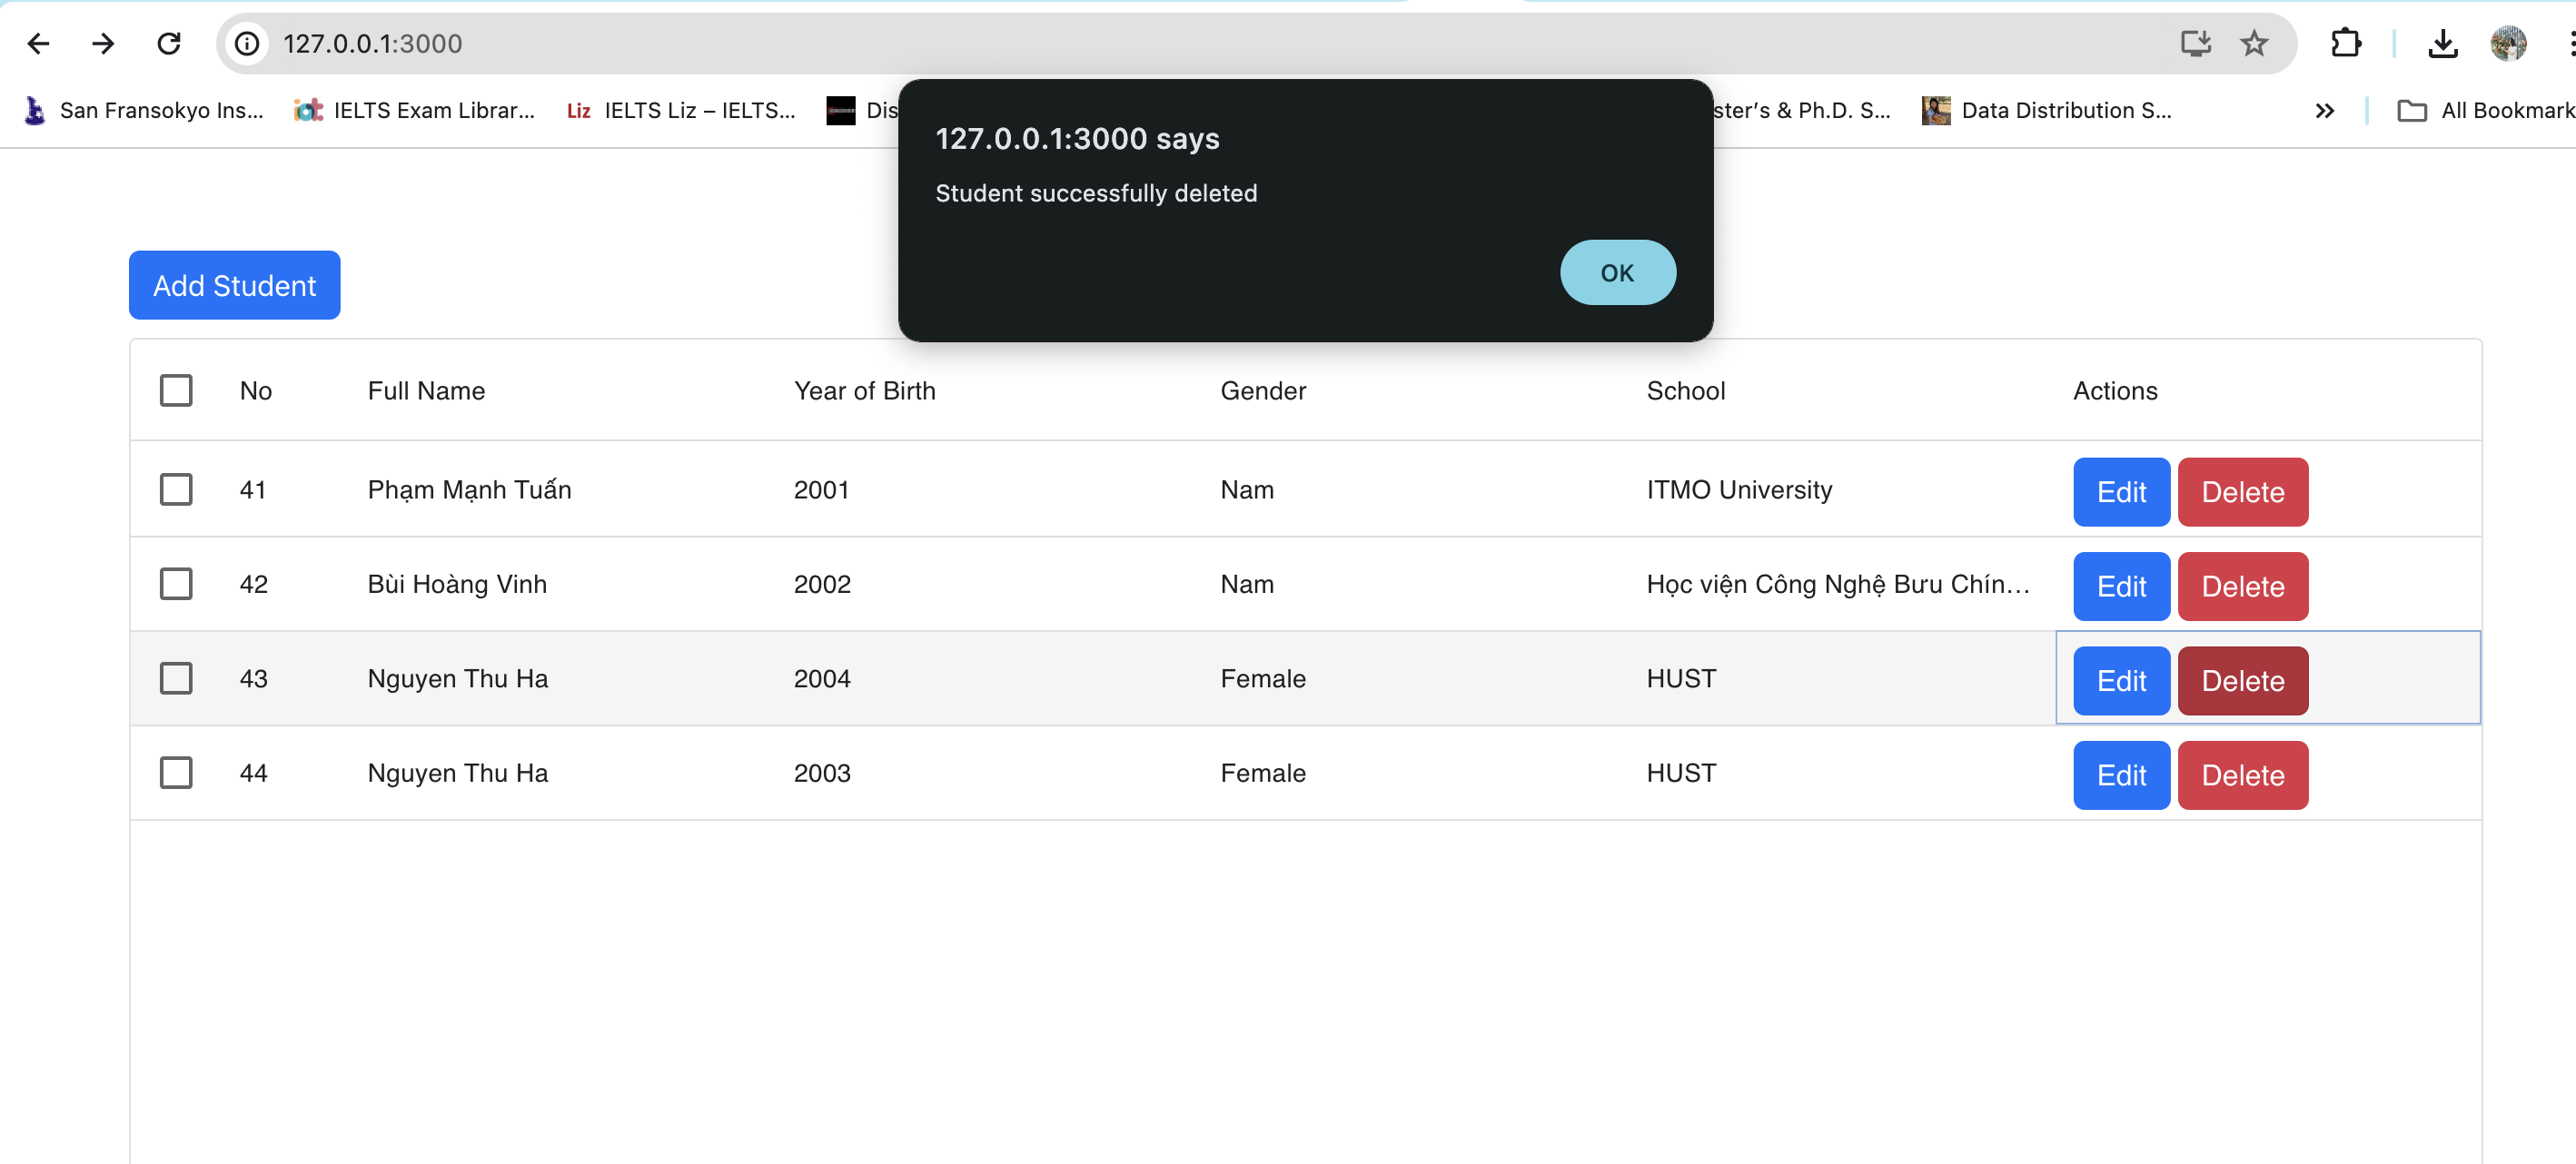 127.0.0.1:3000
San Fransokyo Ins...
IELTS Exam Librar...
Liz IELTS Liz – IELTS...
Dis
ster's & Ph.D. S...
Data Distribution S...
All Bookmark
127.0.0.1:3000 says
Student successfully deleted
OK
Add Student
No Full Name Year of Birth Gender School Actions
41 Phạm Mạnh Tuấn 2001 Nam ITMO University Edit Delete
42 Bùi Hoàng Vinh 2002 Nam Học viện Công Nghệ Bưu Chín... Edit Delete
43 Nguyen Thu Ha 2004 Female HUST Edit Delete
44 Nguyen Thu Ha 2003 Female HUST Edit Delete